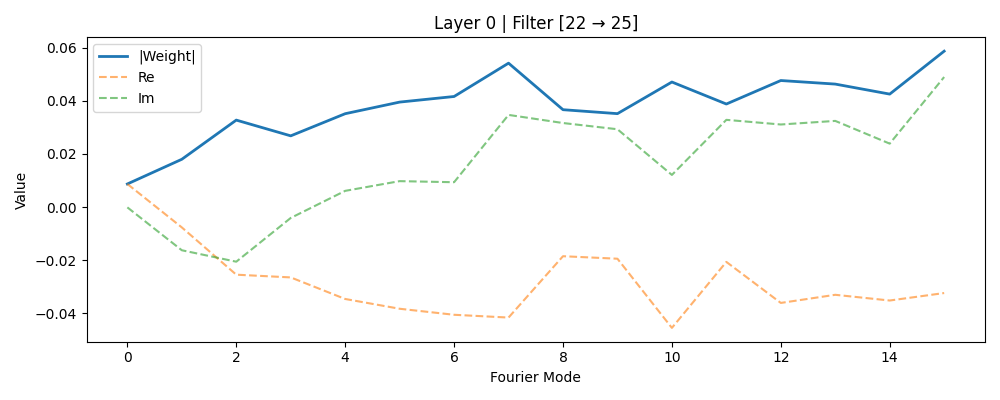 Layer 0 | Filter [22 → 25]
|Weight|
Re
Im
Value
0.06
0.04
0.02
0.00
−0.02
−0.04
0 2 4 6 8 10 12 14
Fourier Mode